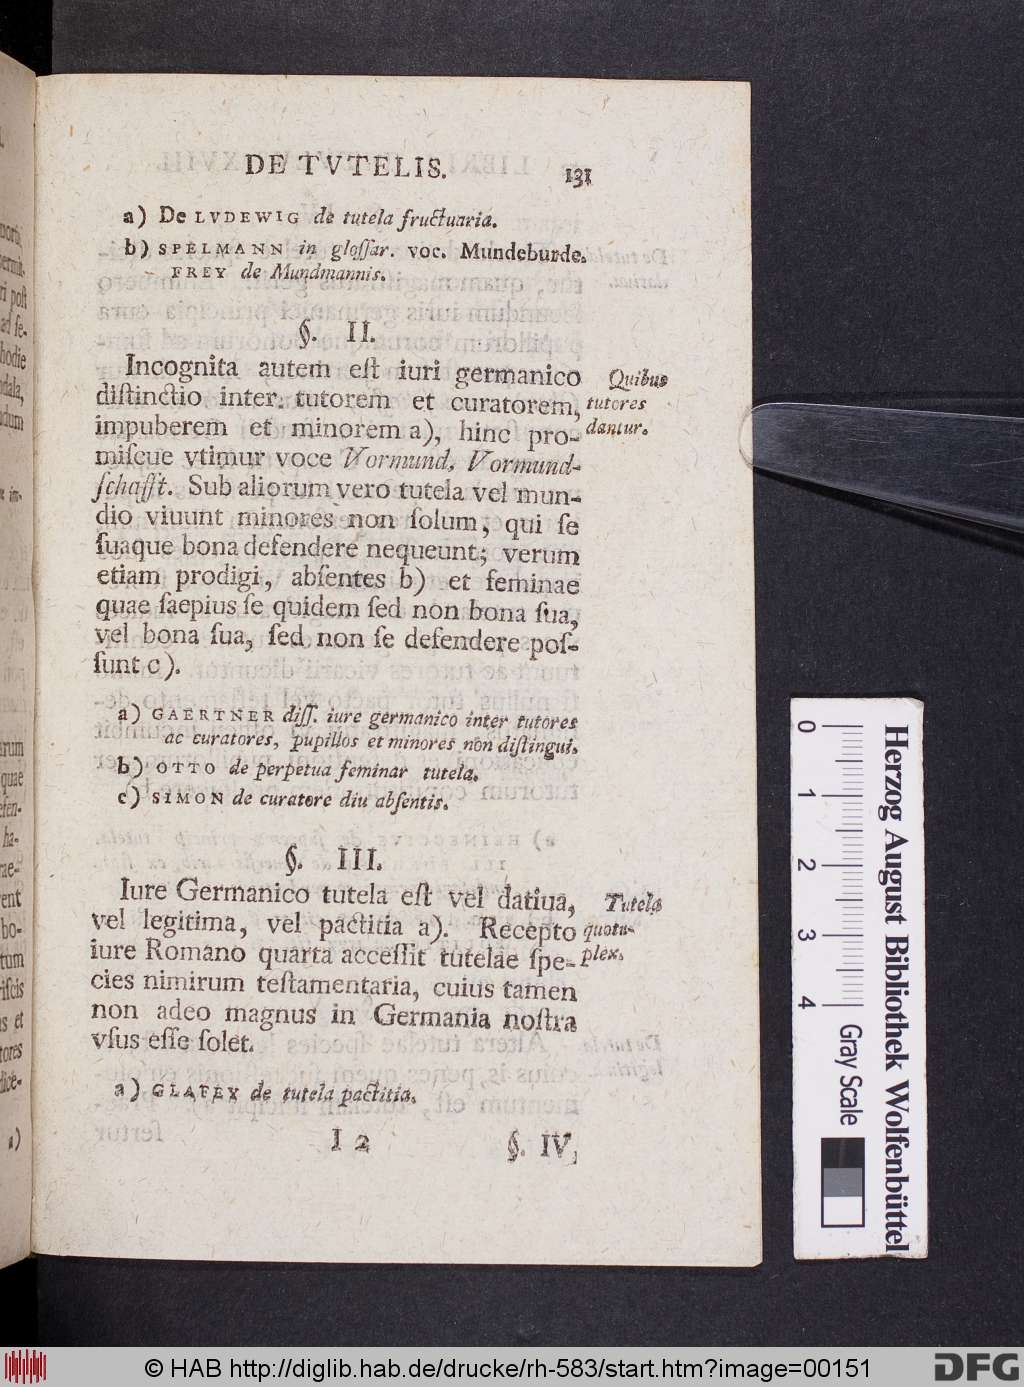 DE TVTELIS. 131
a) De LVDEWIG de tutela fructuaria.
b) SPELMANN in gloſſar. voc. Mundeburde.
FREY de Mundmannis.
§. II.
Incognita autem eſt iuri germanico
diſtinctio inter. tutorem et curatorem,
impuberem et minorem a), hinc pro-
miſcue vtimur voce Vormund, Vormund-
ſchafft. Sub aliorum vero tutela vel mun-
dio viuunt minores non ſolum, qui ſe
ſuaque bona defendere nequeunt; verum
etiam prodigi, abſentes b) et feminae
quae ſaepius ſe quidem ſed non bona ſua,
vel bona ſua, ſed non ſe defendere poſ-
ſunt c).
Quibus
tutores
dantur.
a) GAERTNER diſſ. iure germanico inter tutores
ac curatores, pupillos et minores non diſtingui.
b) OTTO de perpetua feminar tutela.
c) SIMON de curatore diu abſentis.
§. III.
Iure Germanico tutela eſt vel datiua,
vel legitima, vel pactitia a). Recepto
iure Romano quarta acceſſit tutelae ſpe-
cies nimirum teſtamentaria, cuius tamen
non adeo magnus in Germania noſtra
vſus eſſe ſolet.
Tutela
quotu-
plex.
a) GLAFEY de tutela pactitia.
I 2 §. IV.
0 1 2 3 4
Herzog August Bibliothek Wolfenbüttel
Gray Scale
© HAB http://diglib.hab.de/drucke/rh-583/start.htm?image=00151
DFG